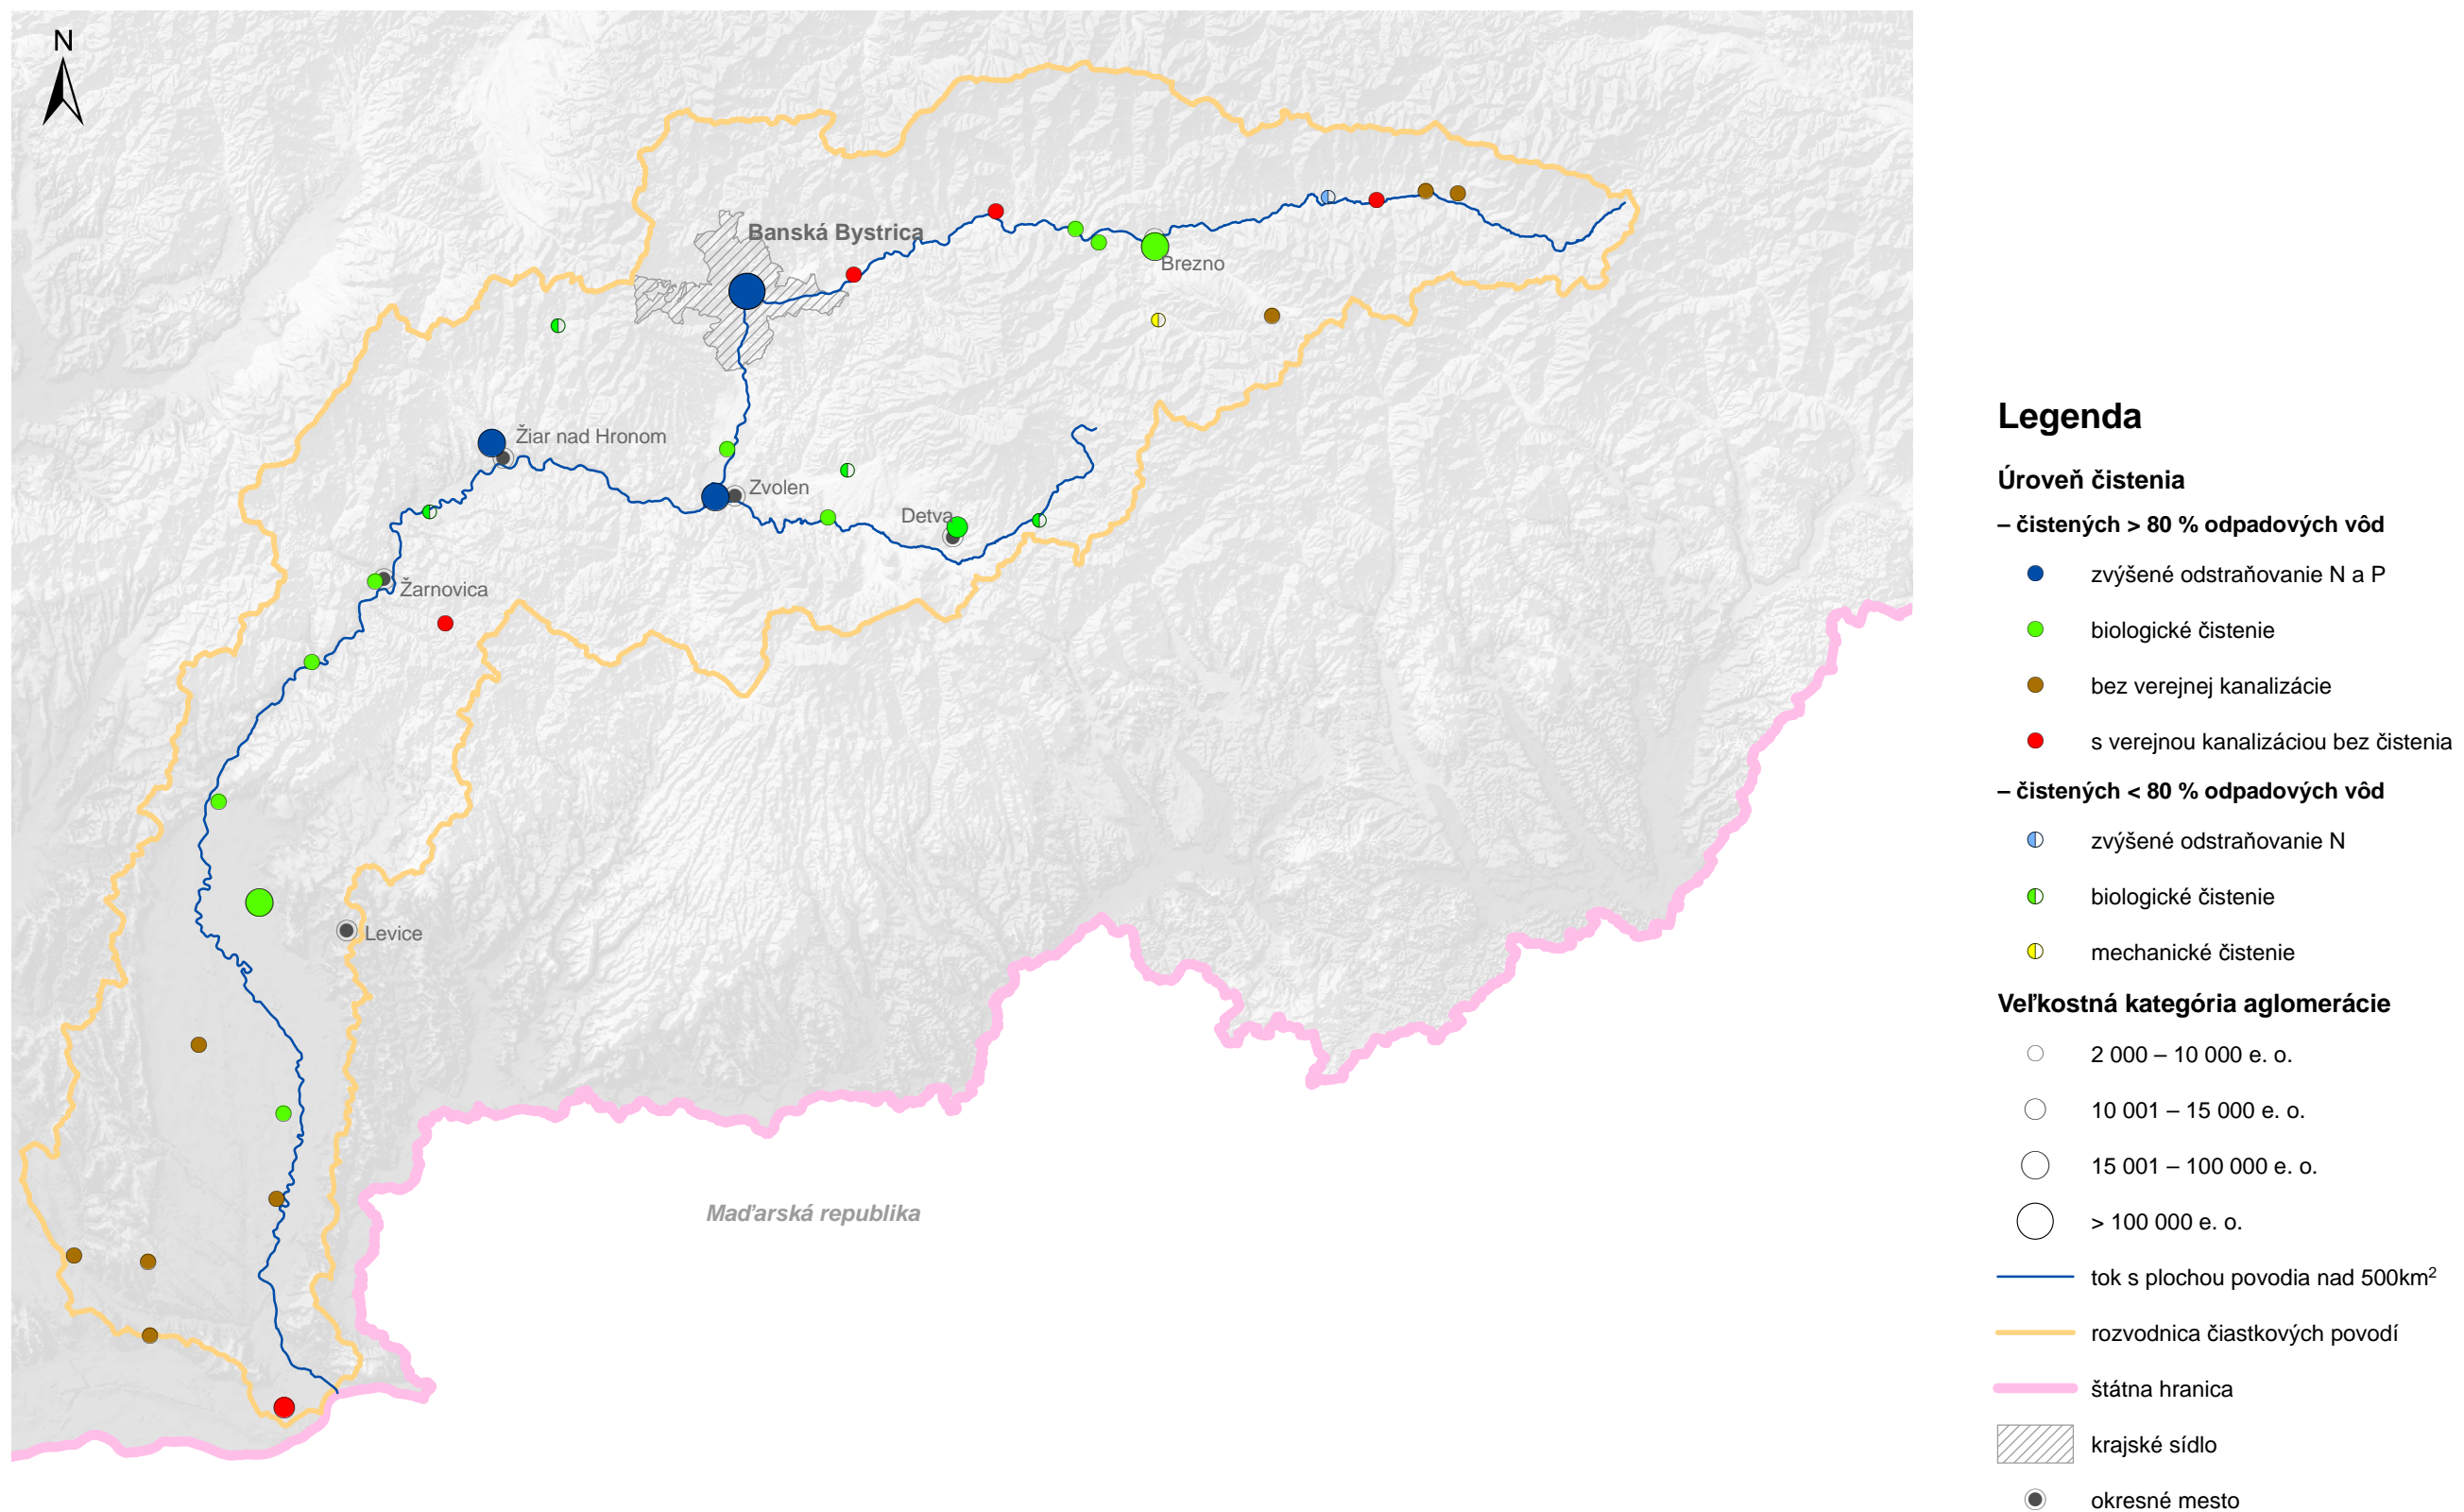 N
Banská Bystrica
Brezno
Žiar nad Hronom
Zvolen
Detva
Žarnovica
Levice
Maďarská republika
Legenda
Úroveň čistenia
– čistených > 80 % odpadových vôd
zvýšené odstraňovanie N a P
biologické čistenie
bez verejnej kanalizácie
s verejnou kanalizáciou bez čistenia
– čistených < 80 % odpadových vôd
zvýšené odstraňovanie N
biologické čistenie
mechanické čistenie
Veľkostná kategória aglomerácie
2 000 – 10 000 e. o.
10 001 – 15 000 e. o.
15 001 – 100 000 e. o.
> 100 000 e. o.
tok s plochou povodia nad 500km²
rozvodnica čiastkových povodí
štátna hranica
krajské sídlo
okresné mesto